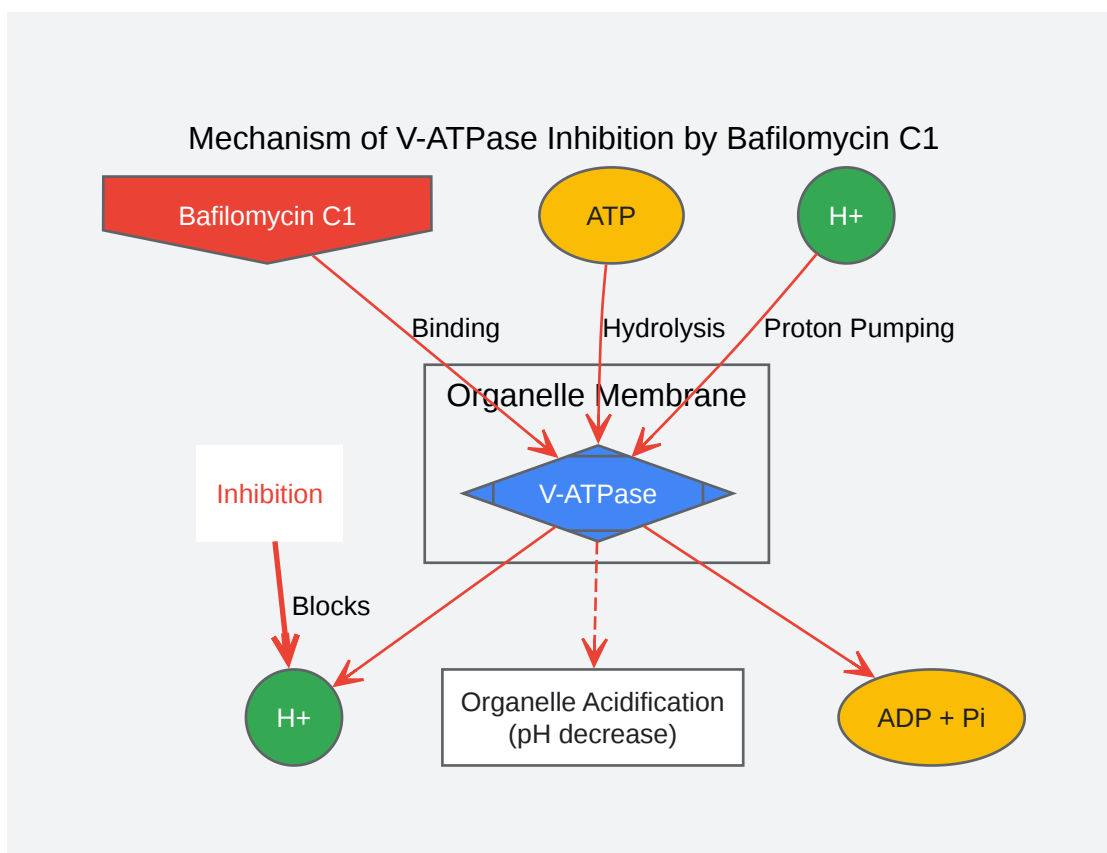 Mechanism of V-ATPase Inhibition by Bafilomycin C1
Bafilomycin C1
ATP
H+
Binding
Hydrolysis
Proton Pumping
Organelle Membrane
Inhibition
V-ATPase
Blocks
H+
Organelle Acidification
(pH decrease)
ADP + Pi